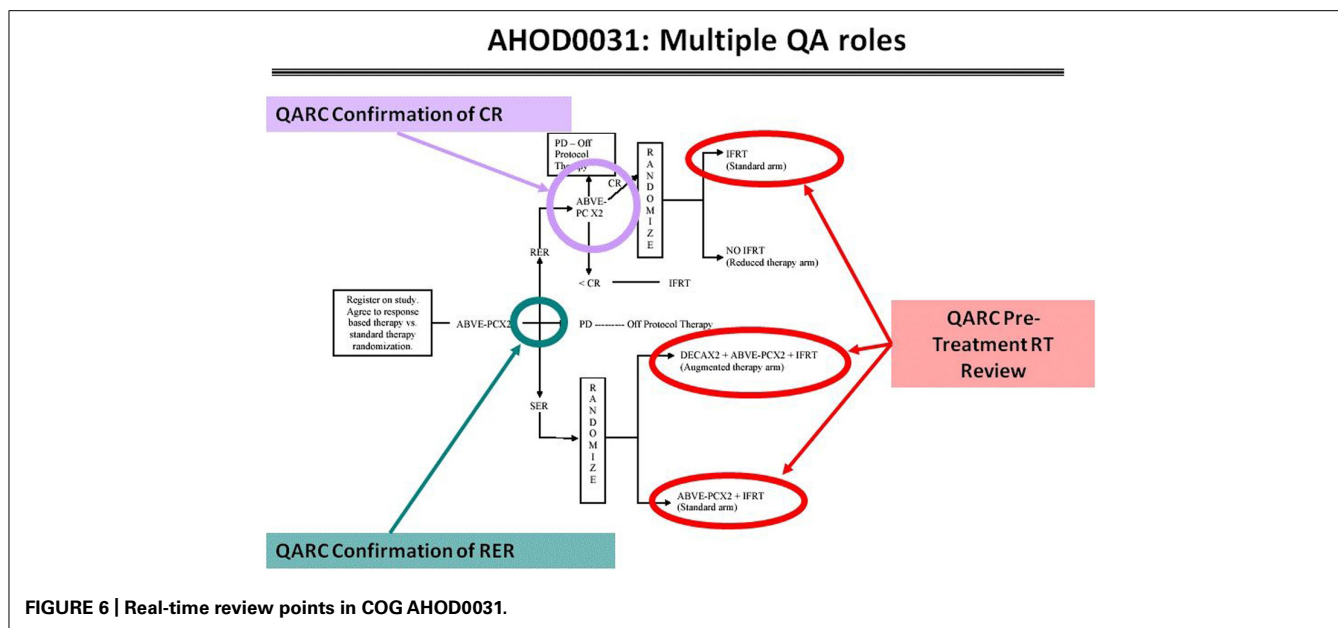 AHOD0031: Multiple QA roles
QARC Confirmation of CR
PD – Off
Protocol
Therapy
CR
ABVE-
PC X2
RANDOMIZE
IFRT
(Standard arm)
NO IFRT
(Reduced therapy arm)
RER
< CR
IFRT
Register on study.
Agree to response
based therapy vs.
standard therapy
randomization.
ABVE-PCX2
PD --------- Off Protocol Therapy
QARC Pre-
Treatment RT
Review
DECAX2 + ABVE-PCX2 + IFRT
(Augmented therapy arm)
SER
RANDOMIZE
ABVE-PCX2 + IFRT
(Standard arm)
QARC Confirmation of RER
FIGURE 6 | Real-time review points in COG AHOD0031.